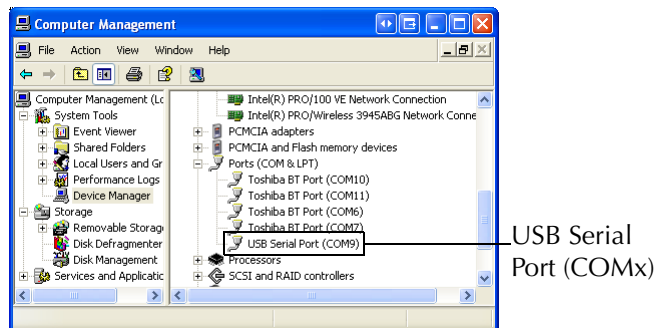 Computer Management
File Action View Window Help
Computer Management (Lc
System Tools
Event Viewer
Shared Folders
Local Users and Gr
Performance Logs
Device Manager
Storage
Removable Storag
Disk Defragmenter
Disk Management
Services and Applicatic
Intel(R) PRO/100 VE Network Connection
Intel(R) PRO/Wireless 3945ABG Network Conne
PCMCIA adapters
PCMCIA and Flash memory devices
Ports (COM & LPT)
Toshiba BT Port (COM10)
Toshiba BT Port (COM11)
Toshiba BT Port (COM6)
Toshiba BT Port (COM7)
USB Serial Port (COM9)
Processors
SCSI and RAID controllers
USB Serial
Port (COMx)